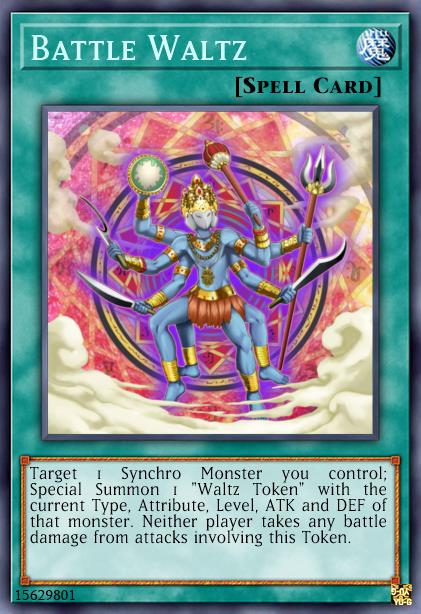 Battle Waltz
魔
[Spell Card]
Target 1 Synchro Monster you control;
Special Summon 1 "Waltz Token" with the
current Type, Attribute, Level, ATK and DEF of
that monster. Neither player takes any battle
damage from attacks involving this Token.
15629801